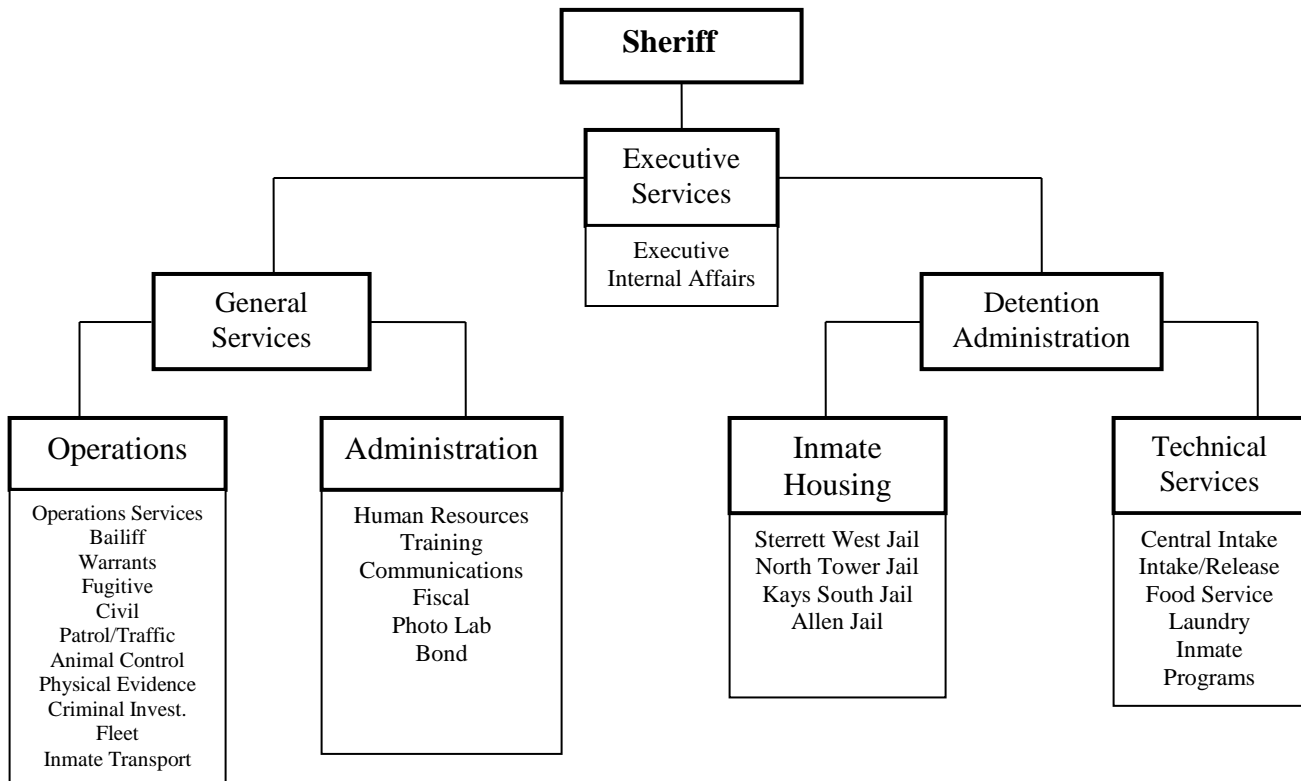 Sheriff
Executive
Services
Executive
Internal Affairs
General
Services
Detention
Administration
Operations
Operations Services
Bailiff
Warrants
Fugitive
Civil
Patrol/Traffic
Animal Control
Physical Evidence
Criminal Invest.
Fleet
Inmate Transport
Administration
Human Resources
Training
Communications
Fiscal
Photo Lab
Bond
Inmate
Housing
Sterrett West Jail
North Tower Jail
Kays South Jail
Allen Jail
Technical
Services
Central Intake
Intake/Release
Food Service
Laundry
Inmate
Programs